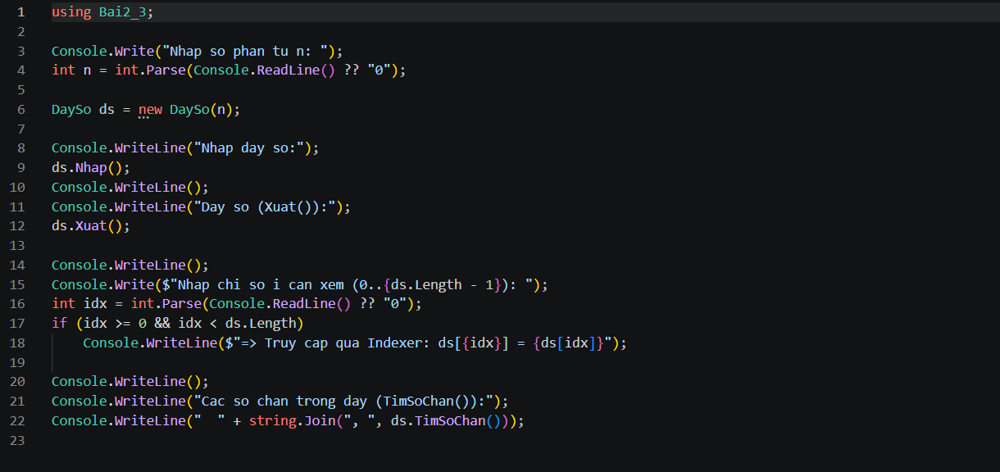 1 using Bai2_3;
2
3 Console.Write("Nhap so phan tu n: ");
4 int n = int.Parse(Console.ReadLine() ?? "0");
5
6 DaySo ds = new DaySo(n);
7
8 Console.WriteLine("Nhap day so:");
9 ds.Nhap();
10 Console.WriteLine();
11 Console.WriteLine("Day so (Xuat()):");
12 ds.Xuat();
13
14 Console.WriteLine();
15 Console.Write($"Nhap chi so i can xem (0..{ds.Length - 1}): ");
16 int idx = int.Parse(Console.ReadLine() ?? "0");
17 if (idx >= 0 && idx < ds.Length)
18     Console.WriteLine($"=> Truy cap qua Indexer: ds[{idx}] = {ds[idx]}");
19
20 Console.WriteLine();
21 Console.WriteLine("Cac so chan trong day (TimSoChan()):");
22 Console.WriteLine("  " + string.Join(", ", ds.TimSoChan()));
23